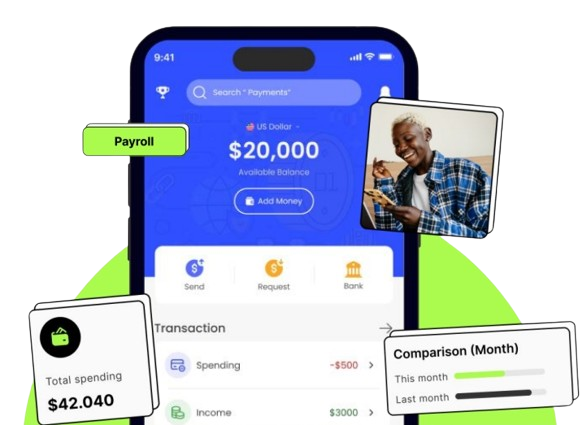 9:41
Search " Payments"
Payroll
US Dollar
$20,000
Available Balance
Add Money
Send
Request
Bank
Transaction
Spending -$500
Income $3000
Total spending
$42.040
Comparison (Month)
This month
Last month